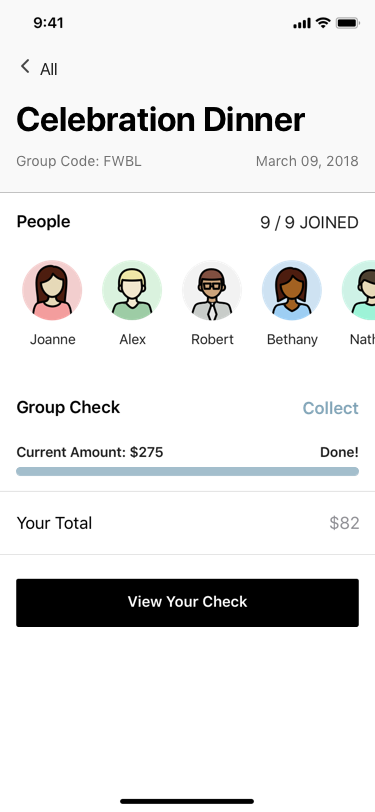 9:41
All
Celebration Dinner
Group Code: FWBL March 09, 2018
People 9 / 9 JOINED
Joanne Alex Robert Bethany Nath
Group Check Collect
Current Amount: $275 Done!
Your Total $82
View Your Check